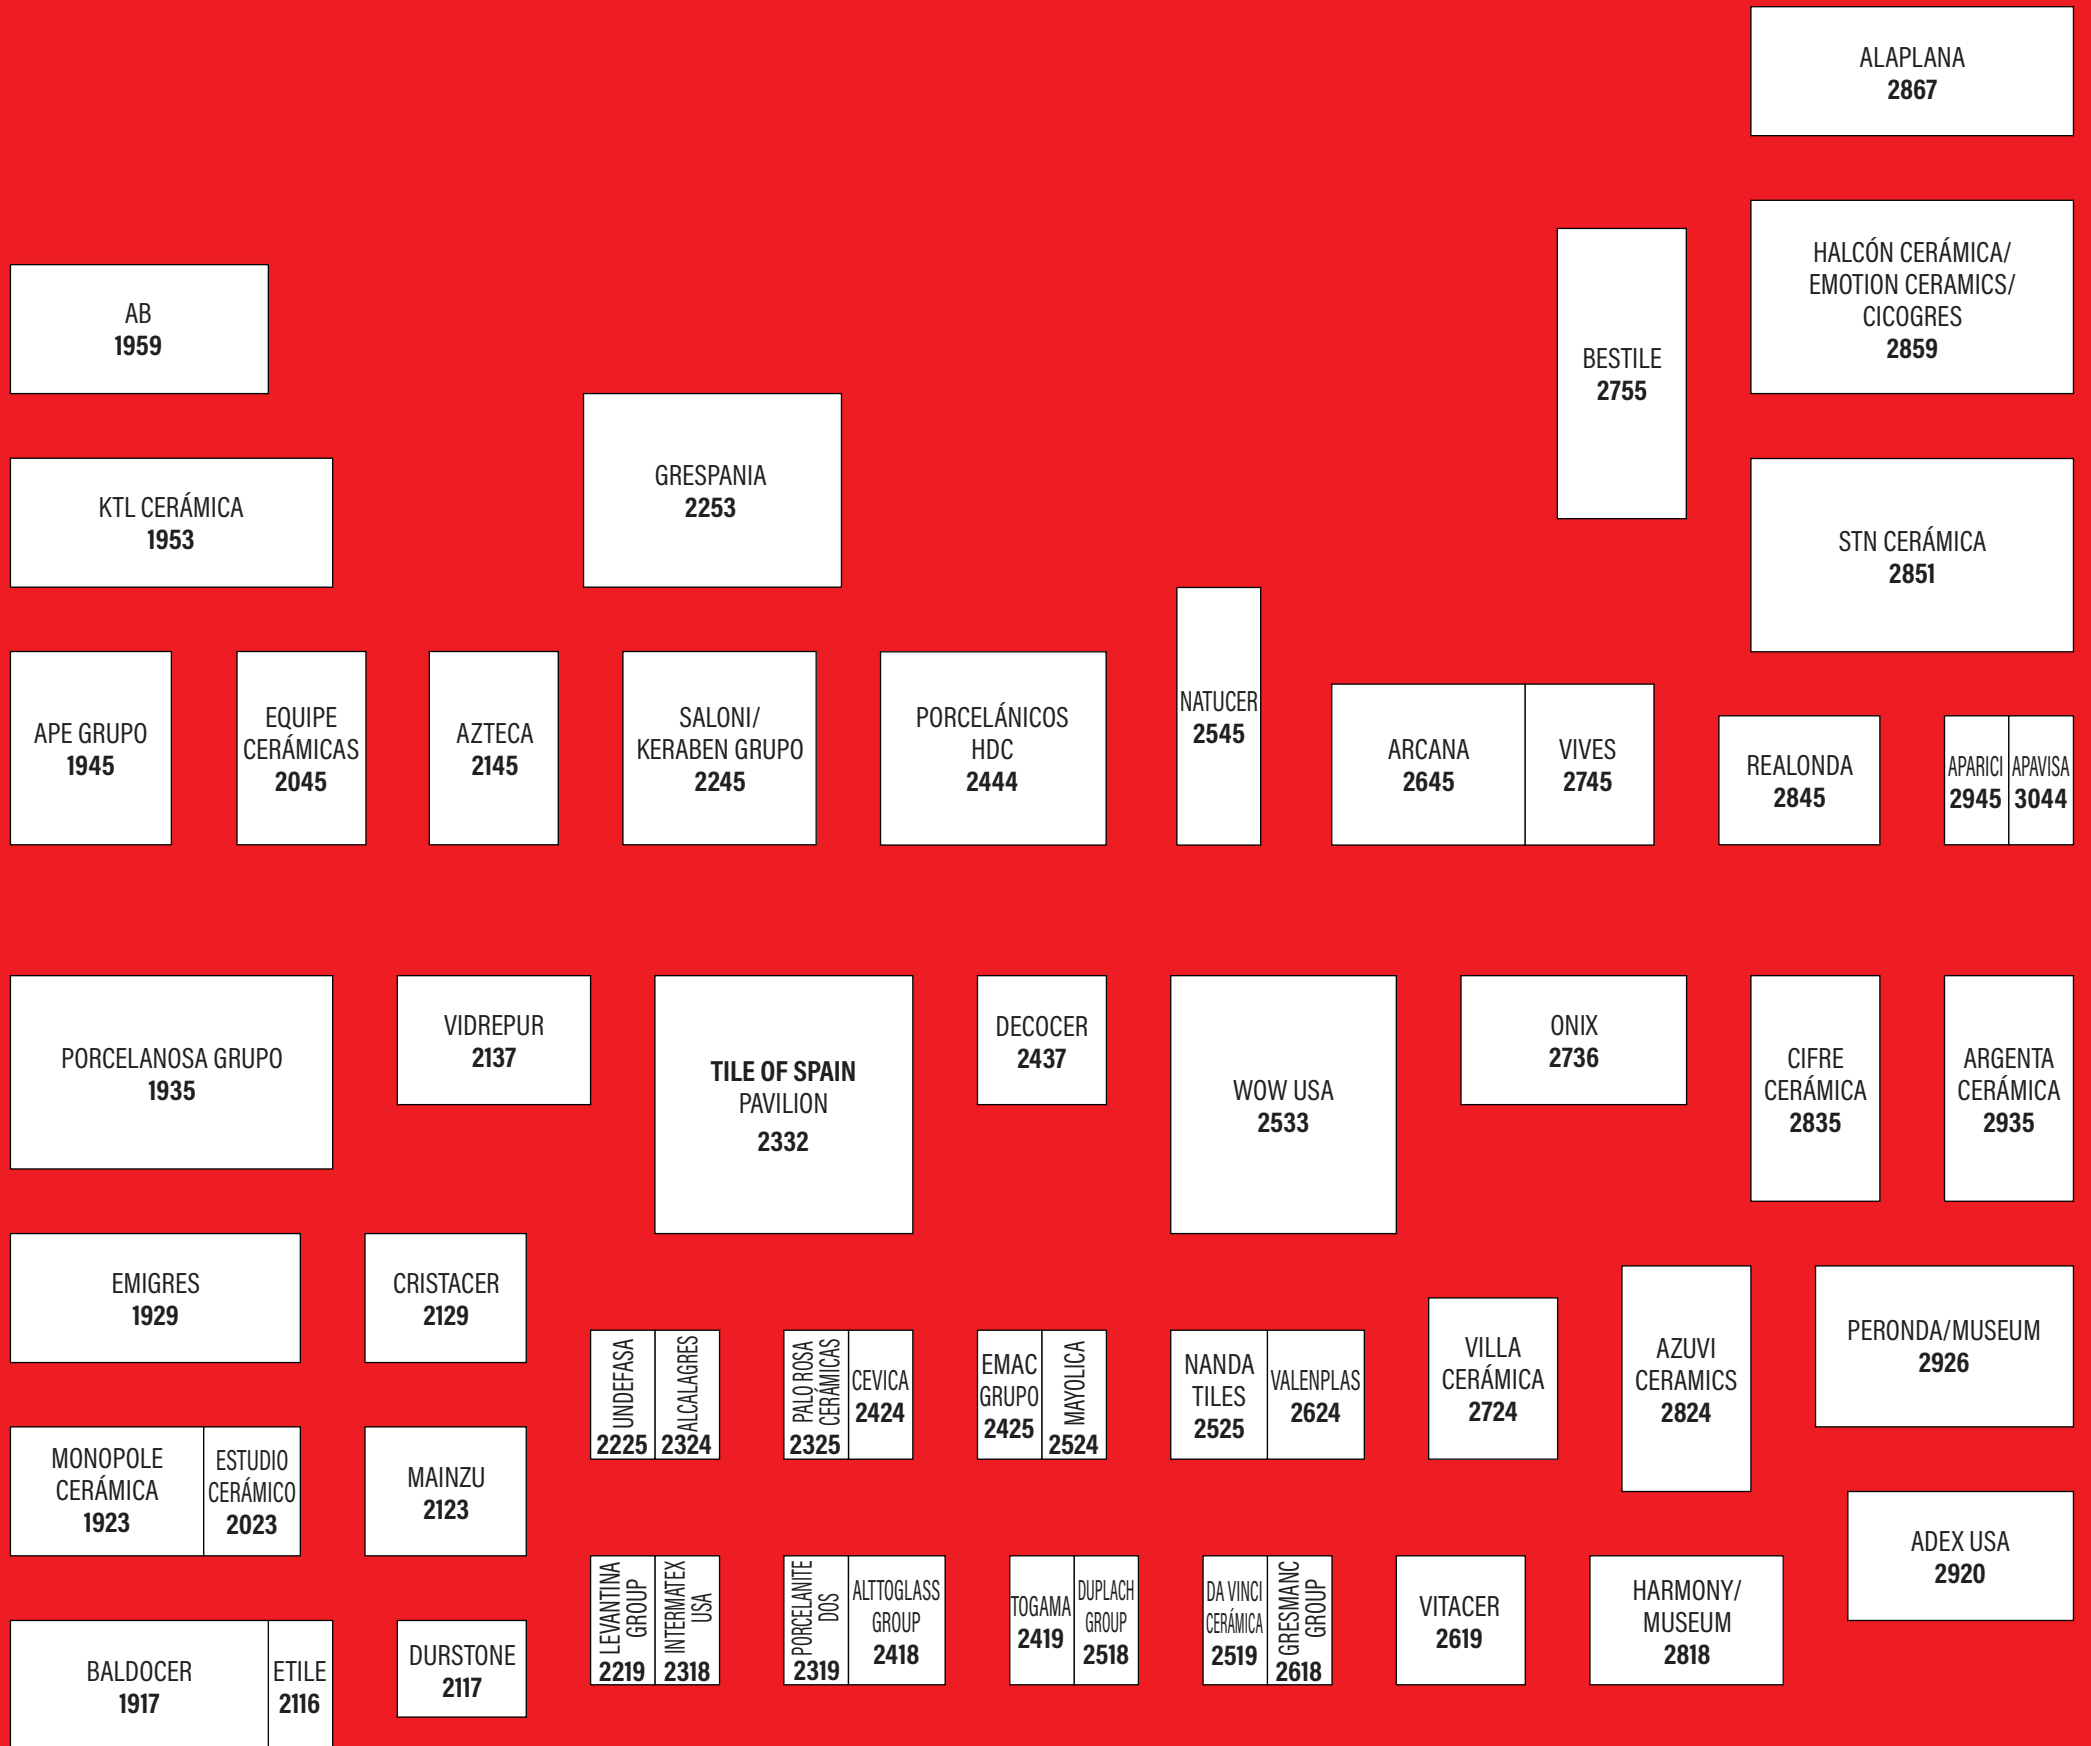 ALAPLANA
2867
HALCÓN CERÁMICA/
EMOTION CERAMICS/
CICOGRES
2859
BESTILE
2755
AB
1959
GRESPANIA
2253
KTL CERÁMICA
1953
STN CERÁMICA
2851
APE GRUPO
1945
EQUIPE
CERÁMICAS
2045
AZTECA
2145
SALONI/
KERABEN GRUPO
2245
PORCELÁNICOS
HDC
2444
NATUCER
2545
ARCANA
2645
VIVES
2745
REALONDA
2845
APARICI
2945
APAVISA
3044
PORCELANOSA GRUPO
1935
VIDREPUR
2137
TILE OF SPAIN
PAVILION
2332
DECOCER
2437
WOW USA
2533
ONIX
2736
CIFRE
CERÁMICA
2835
ARGENTA
CERÁMICA
2935
EMIGRES
1929
CRISTACER
2129
UNDEFASA
2225
ALCALAGRES
2324
PALO ROSA
CERÁMICAS
2325
CEVICA
2424
EMAC
GRUPO
2425
MAYOLICA
2524
NANDA
TILES
2525
VALENPLAS
2624
VILLA
CERÁMICA
2724
AZUVI
CERAMICS
2824
PERONDA/MUSEUM
2926
MONOPOLE
CERÁMICA
1923
ESTUDIO
CERÁMICO
2023
MAINZU
2123
ADEX USA
2920
LEVANTINA
GROUP
2219
INTERMATEX
USA
2318
PORCELANITE
DOS
2319
ALTTOGLASS
GROUP
2418
TOGAMA
2419
DUPLACH
GROUP
2518
DA VINCI
CERÁMICA
2519
GRESMANC
GROUP
2618
VITACER
2619
HARMONY/
MUSEUM
2818
BALDOCER
1917
ETILE
2116
DURSTONE
2117